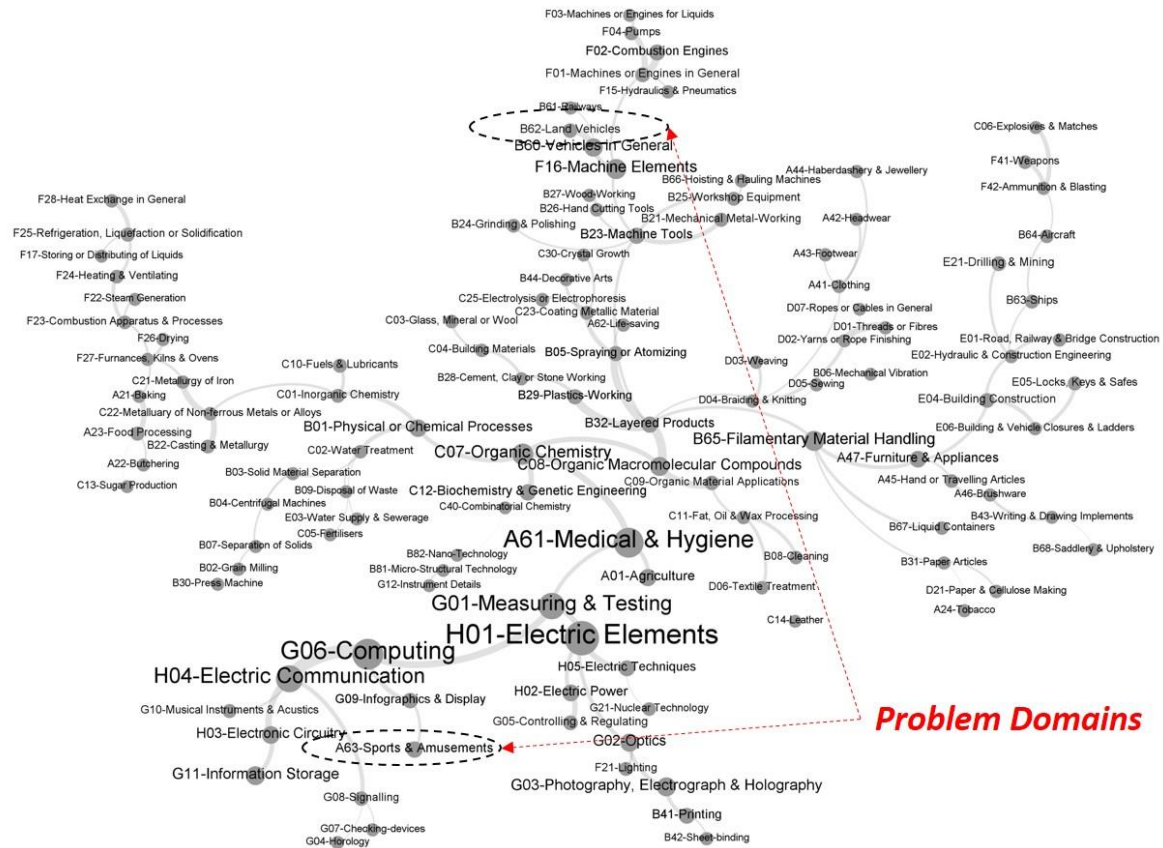 F03-Machines or Engines for Liquids
F04-Pumps
F02-Combustion Engines
F01-Machines or Engines in General
F15-Hydraulics & Pneumatics
B61-Railways
B62-Land Vehicles
B60-Vehicles in General
F16-Machine Elements
C06-Explosives & Matches
F41-Weapons
F42-Ammunition & Blasting
A44-Haberdashery & Jewellery
B66-Hoisting & Hauling Machines
B27-Wood-Working
B25-Workshop Equipment
B26-Hand Cutting Tools
B24-Grinding & Polishing
B21-Mechanical Metal-Working
A42-Headwear
B23-Machine Tools
B64-Aircraft
F28-Heat Exchange in General
F25-Refrigeration, Liquefaction or Solidification
F17-Storing or Distributing of Liquids
F24-Heating & Ventilating
F22-Steam Generation
F23-Combustion Apparatus & Processes
F26-Drying
F27-Furnances, Kilns & Ovens
C30-Crystal Growth
A43-Footwear
E21-Drilling & Mining
B44-Decorative Arts
A41-Clothing
C25-Electrolysis or Electrophoresis
B63-Ships
C23-Coating Metallic Material
D07-Ropes or Cables in General
C03-Glass, Mineral or Wool
A62-Life-saving
D01-Threads or Fibres
D02-Yarns or Rope Finishing
E01-Road, Railway & Bridge Construction
C04-Building Materials
B05-Spraying or Atomizing
E02-Hydraulic & Construction Engineering
C10-Fuels & Lubricants
D03-Weaving
B06-Mechanical Vibration
B28-Cement, Clay or Stone Working
D05-Sewing
E05-Locks, Keys & Safes
C21-Metallurgy of Iron
A21-Baking
C01-Inorganic Chemistry
B29-Plastics-Working
D04-Braiding & Knitting
E04-Building Construction
C22-Metalluary of Non-ferrous Metals or Alloys
B01-Physical or Chemical Processes
B32-Layered Products
E06-Building & Vehicle Closures & Ladders
A23-Food Processing
B22-Casting & Metallurgy
B65-Filamentary Material Handling
C02-Water Treatment
C07-Organic Chemistry
A47-Furniture & Appliances
A22-Butchering
C08-Organic Macromolecular Compounds
B03-Solid Material Separation
C13-Sugar Production
C09-Organic Material Applications
A45-Hand or Travelling Articles
B09-Disposal of Waste
C12-Biochemistry & Genetic Engineering
A46-Brushware
B04-Centrifugal Machines
C40-Combinatorial Chemistry
B43-Writing & Drawing Implements
E03-Water Supply & Sewerage
C11-Fat, Oil & Wax Processing
B67-Liquid Containers
C05-Fertilisers
A61-Medical & Hygiene
B07-Separation of Solids
B68-Saddlery & Upholstery
B82-Nano-Technology
B08-Cleaning
B31-Paper Articles
B02-Grain Milling
B81-Micro-Structural Technology
A01-Agriculture
B30-Press Machine
G12-Instrument Details
D06-Textile Treatment
D21-Paper & Cellulose Making
G01-Measuring & Testing
A24-Tobacco
C14-Leather
H01-Electric Elements
G06-Computing
H05-Electric Techniques
H04-Electric Communication
H02-Electric Power
G09-Infographics & Display
G10-Musical Instruments & Acustics
G21-Nuclear Technology
G05-Controlling & Regulating
Problem Domains
H03-Electronic Circuitry
A63-Sports & Amusements
G02-Optics
G11-Information Storage
F21-Lighting
G03-Photography, Electrograph & Holography
G08-Signalling
B41-Printing
G07-Checking-devices
G04-Horology
B42-Sheet-binding